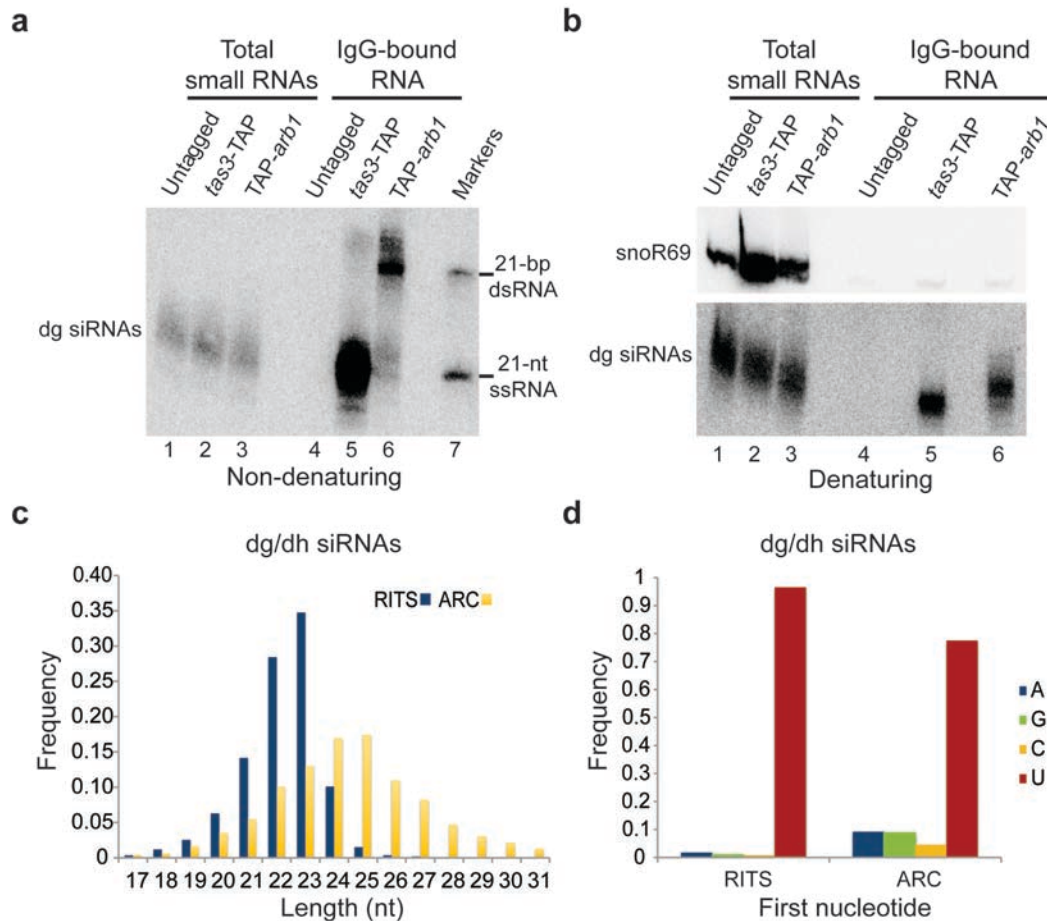 a
Total
small RNAs
IgG-bound
RNA
Untagged
tas3-TAP
TAP-arb1
Untagged
tas3-TAP
TAP-arb1
Markers
dg siRNAs
21-bp
dsRNA
21-nt
ssRNA
1 2 3 4 5 6 7
Non-denaturing
b
Total
small RNAs
IgG-bound
RNA
Untagged
tas3-TAP
TAP-arb1
Untagged
tas3-TAP
TAP-arb1
snoR69
dg siRNAs
1 2 3 4 5 6
Denaturing
c
dg/dh siRNAs
RITS ARC
Frequency
0.40
0.35
0.30
0.25
0.20
0.15
0.10
0.05
0
17 18 19 20 21 22 23 24 25 26 27 28 29 30 31
Length (nt)
d
dg/dh siRNAs
Frequency
1
0.9
0.8
0.7
0.6
0.5
0.4
0.3
0.2
0.1
0
A
G
C
U
RITS ARC
First nucleotide